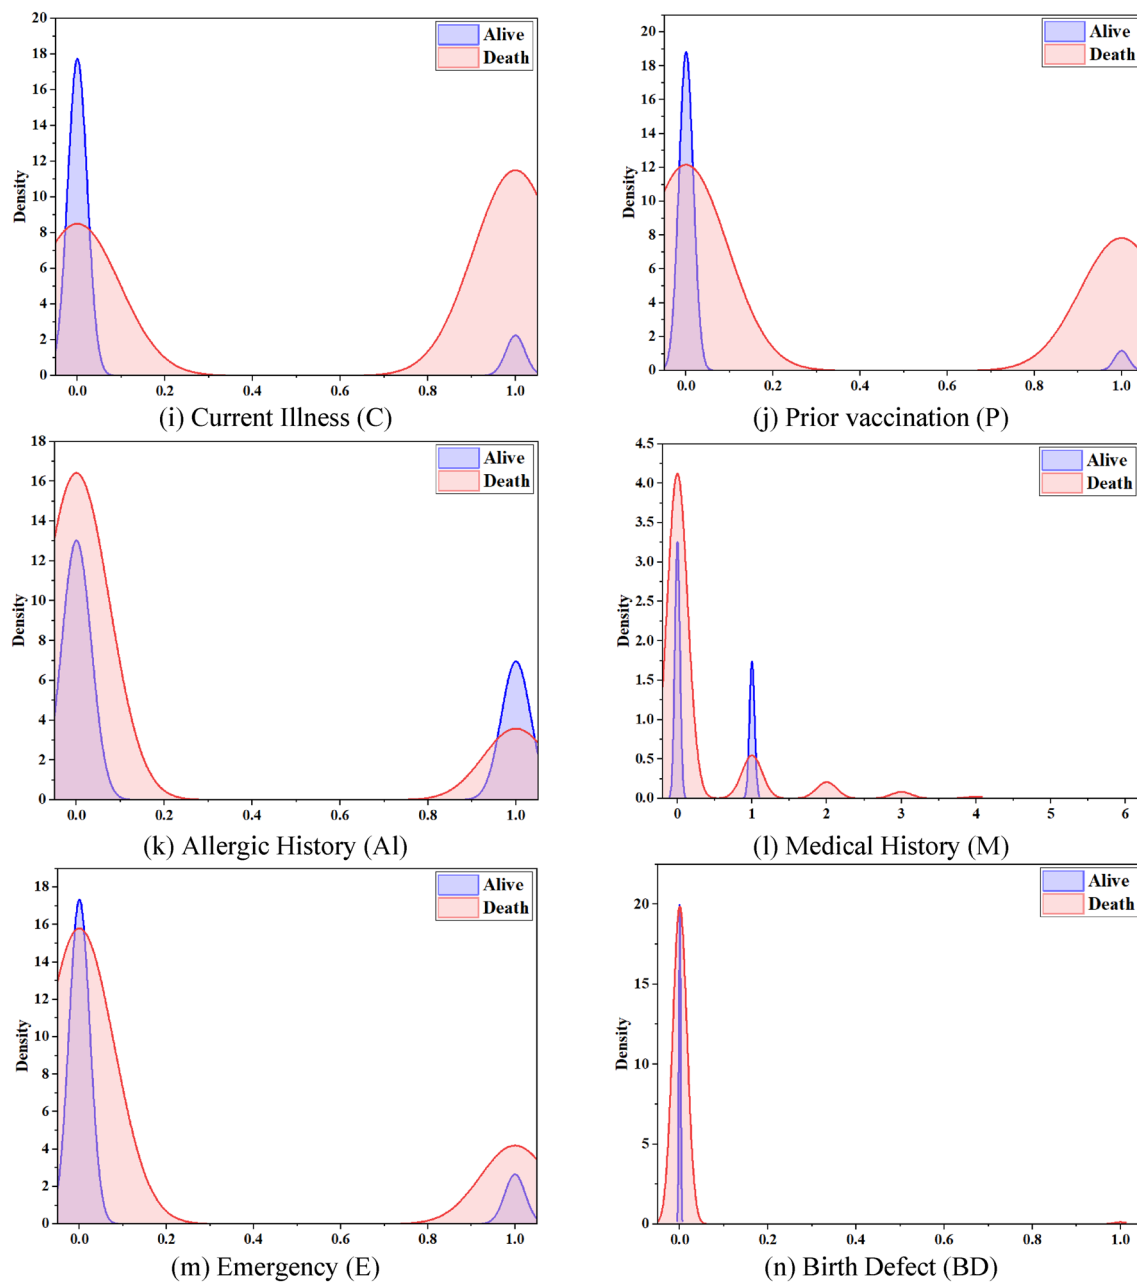 20
18
16
14
12
10
8
6
4
2
0
Density
Alive
Death
0.0 0.2 0.4 0.6 0.8 1.0
(i) Current Illness (C)
20
18
16
14
12
10
8
6
4
2
0
Density
Alive
Death
0.0 0.2 0.4 0.6 0.8 1.0
(j) Prior vaccination (P)
18
16
14
12
10
8
6
4
2
0
Density
Alive
Death
0.0 0.2 0.4 0.6 0.8 1.0
(k) Allergic History (Al)
4.5
4.0
3.5
3.0
2.5
2.0
1.5
1.0
0.5
0.0
Density
Alive
Death
0 1 2 3 4 5 6
(l) Medical History (M)
18
16
14
12
10
8
6
4
2
0
Density
Alive
Death
0.0 0.2 0.4 0.6 0.8 1.0
(m) Emergency (E)
20
15
10
5
0
Density
Alive
Death
0.0 0.2 0.4 0.6 0.8 1.0
(n) Birth Defect (BD)